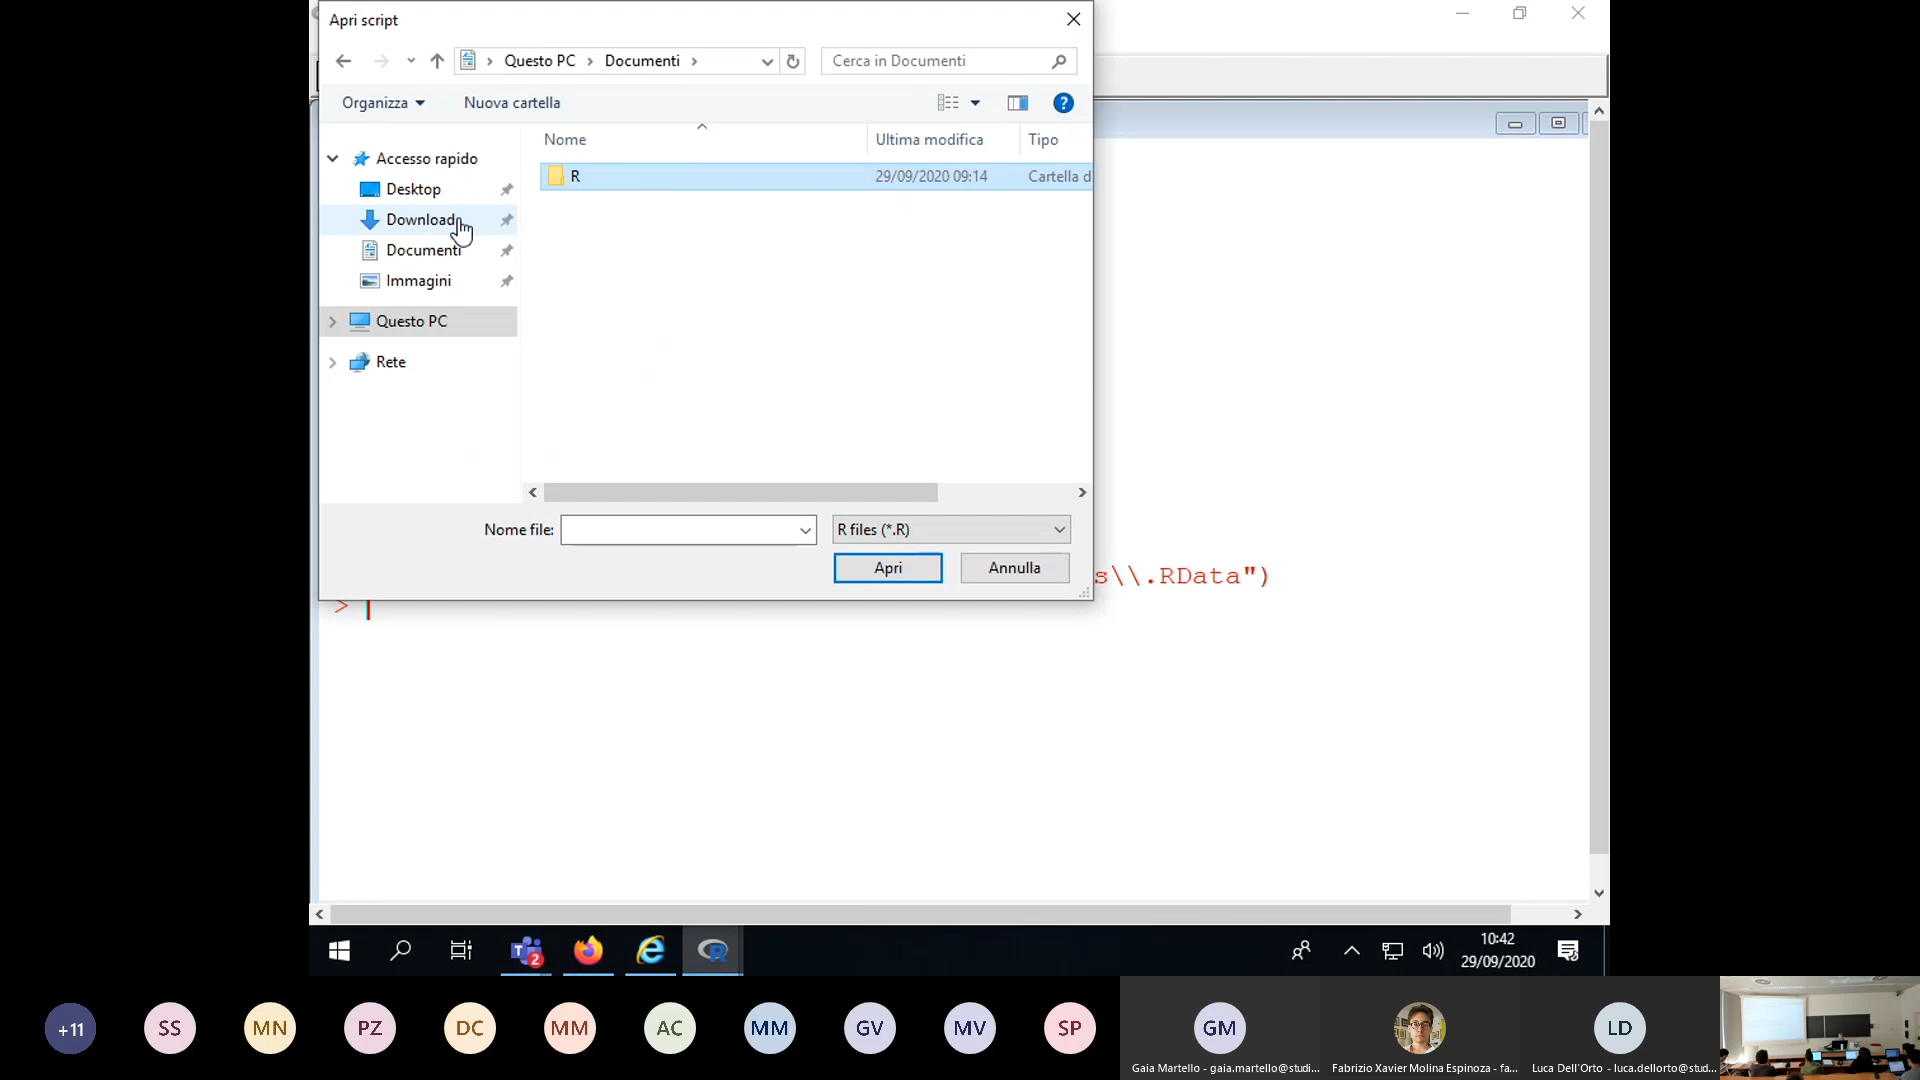 Apri script
Questo PC
Documenti
Cerca in Documenti
Organizza
Nuova cartella
Nome
Ultima modifica
Tipo
Accesso rapido
Desktop
Download
Documenti
Immagini
Questo PC
Rete
R
29/09/2020 09:14
Cartella d
Nome file:
R files (*.R)
Apri
Annulla
s\\.RData")
>
10:42
29/09/2020
2
+11
SS
MN
PZ
DC
MM
AC
MM
GV
MV
SP
GM
LD
Gaia Martello - gaia.martello@studi...
Fabrizio Xavier Molina Espinoza - fa...
Luca Dell'Orto - luca.dellorto@stud...